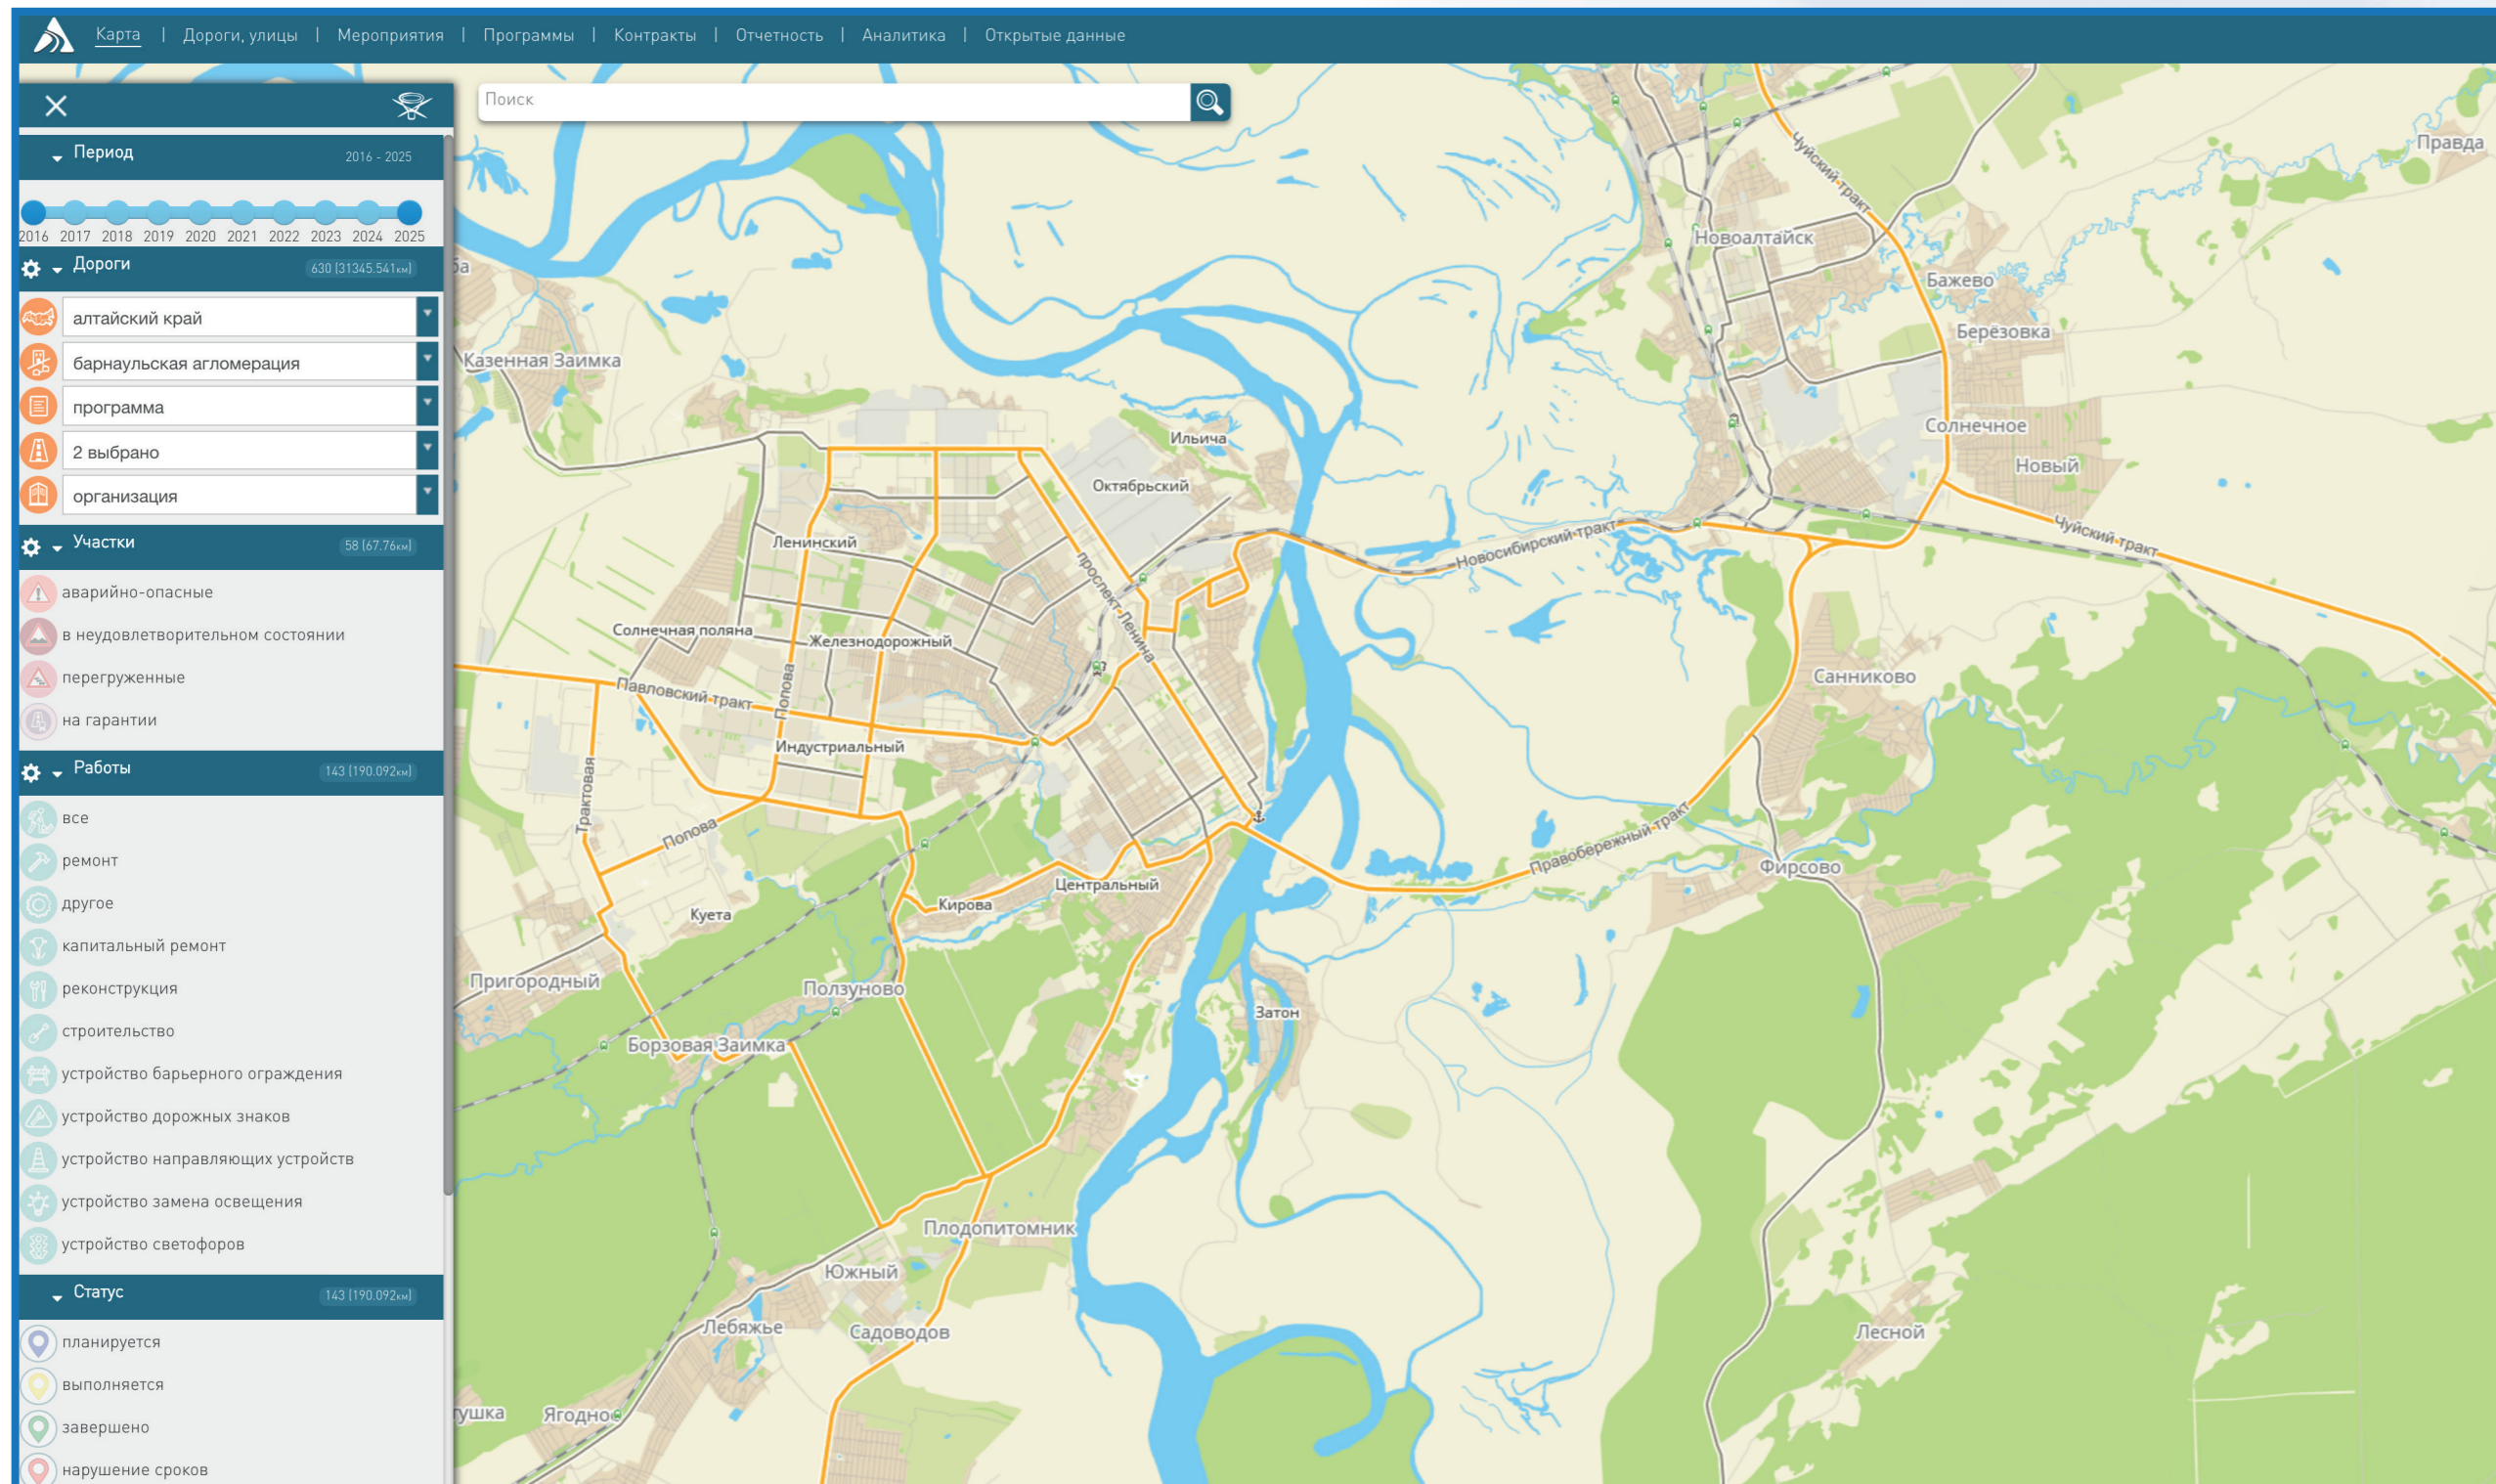 Карта | Дороги, улицы | Мероприятия | Программы | Контракты | Отчетность | Аналитика | Открытые данные
Поиск
Период 2016 - 2025
2016 2017 2018 2019 2020 2021 2022 2023 2024 2025
Дороги 630 (31345.541км)
алтайский край
барнаульская агломерация
программа
2 выбрано
организация
Участки 58 (67.76км)
аварийно-опасные
в неудовлетворительном состоянии
перегруженные
на гарантии
Работы 143 (190.092км)
все
ремонт
другое
капитальный ремонт
реконструкция
строительство
устройство барьерного ограждения
устройство дорожных знаков
устройство направляющих устройств
устройство замена освещения
устройство светофоров
Статус 143 (190.092км)
планируется
выполняется
завершено
нарушение сроков
Правда
Чуйский тракт
Новоалтайск
ба
Бажево
Берёзовка
Казенная Заимка
Солнечное
Ильича
Новый
Октябрьский
Ленинский
Новосибирский тракт
Чуйский тракт
проспект Ленина
Солнечная поляна
Железнодорожный
Санниково
Павловский тракт
Попова
Индустриальный
Трактовая
Попова
Правобережный тракт
Фирсово
Центральный
Кирова
Куета
Пригородный
Ползуново
Затон
Борзовая Заимка
Плодопитомник
Южный
Лебяжье
Садоводов
Лесной
тушка
Ягодное